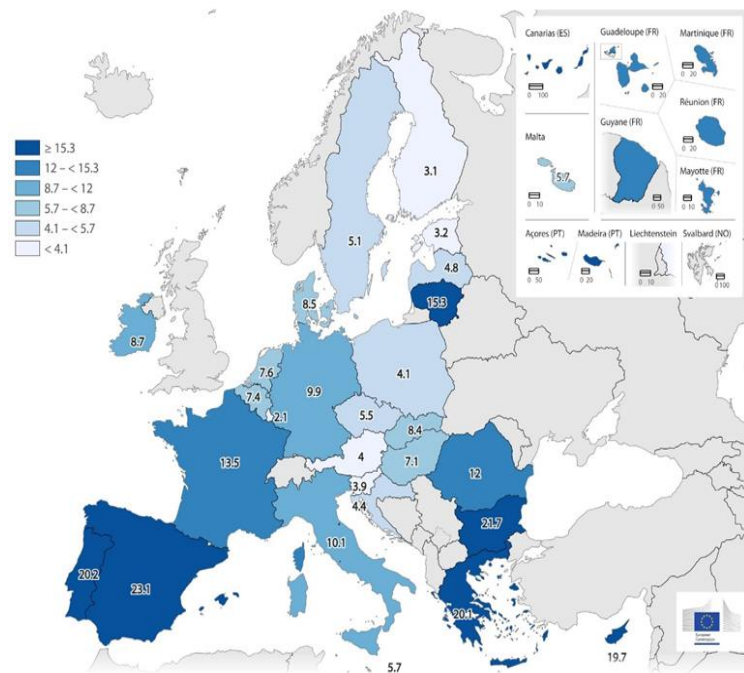 ≥ 15.3
12 – < 15.3
8.7 – < 12
5.7 – < 8.7
4.1 – < 5.7
< 4.1
Canarias (ES)
0 100
Guadeloupe (FR)
0 20
Martinique (FR)
0 20
Réunion (FR)
0 20
Malta
5.7
0 10
Guyane (FR)
0 50
Mayotte (FR)
0 10
Açores (PT)
0 50
Madeira (PT)
0 20
Liechtenstein
0 10
Svalbard (NO)
0 100
3.1
5.1
3.2
4.8
15.3
8.5
8.7
7.6
7.4
2.1
9.9
4.1
5.5
8.4
13.5
4
7.1
12
3.9
4.4
10.1
21.7
20.2
23.1
20.1
19.7
5.7
European
Commission